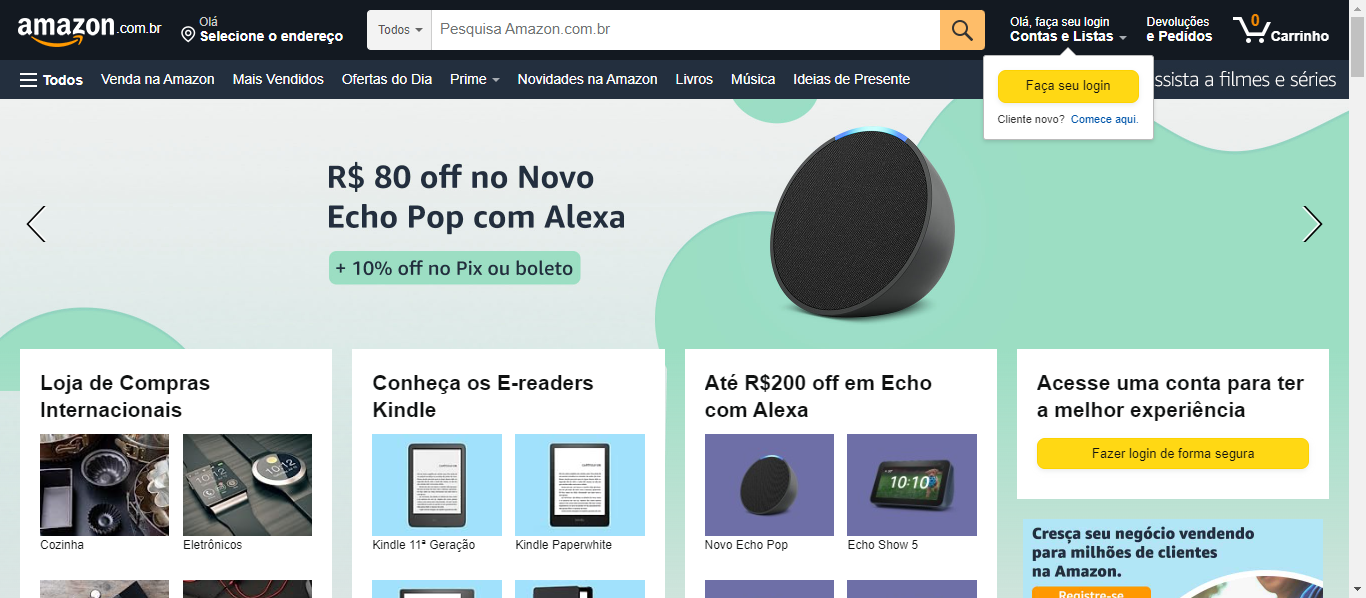 amazon.com.br
Olá
Selecione o endereço
Todos
Pesquisa Amazon.com.br
Olá, faça seu login
Contas e Listas
Devoluções
e Pedidos
0
Carrinho
Todos
Venda na Amazon
Mais Vendidos
Ofertas do Dia
Prime
Novidades na Amazon
Livros
Música
Ideias de Presente
ssista a filmes e séries
Faça seu login
Cliente novo? Comece aqui.
R$ 80 off no Novo
Echo Pop com Alexa
+ 10% off no Pix ou boleto
Loja de Compras
Internacionais
Cozinha
10:12
Eletrônicos
Conheça os E-readers
Kindle
Kindle 11ª Geração
Kindle Paperwhite
Até R$200 off em Echo
com Alexa
Novo Echo Pop
10:10
Echo Show 5
Acesse uma conta para ter
a melhor experiência
Fazer login de forma segura
Cresça seu negócio vendendo
para milhões de clientes
na Amazon.
Registre-se